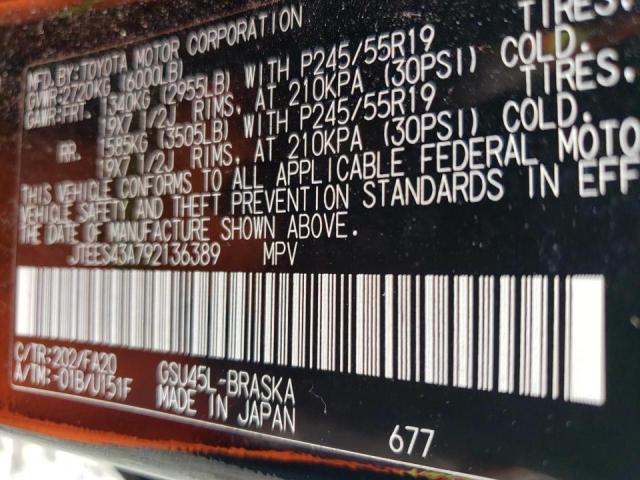 MFD. BY: TOYOTA MOTOR CORPORATION
GVWR: 2720KG (6000LB)
GAWR: FRT. 1340KG (2955LB) WITH P245/55R19 TIRES.
19X7 1/2J RIMS, AT 210KPA (30PSI) COLD.
RR. 1585KG (3505LB) WITH P245/55R19 TIRES.
19X7 1/2J RIMS, AT 210KPA (30PSI) COLD.
THIS VEHICLE CONFORMS TO ALL APPLICABLE FEDERAL MOTO
VEHICLE SAFETY AND THEFT PREVENTION STANDARDS IN EFF
THE DATE OF MANUFACTURE SHOWN ABOVE.
JTEES43A792136389 MPV
C/TR: 202/FA20 GSU45L-BRASKA
A/TM: -01B/U151F MADE IN JAPAN
677